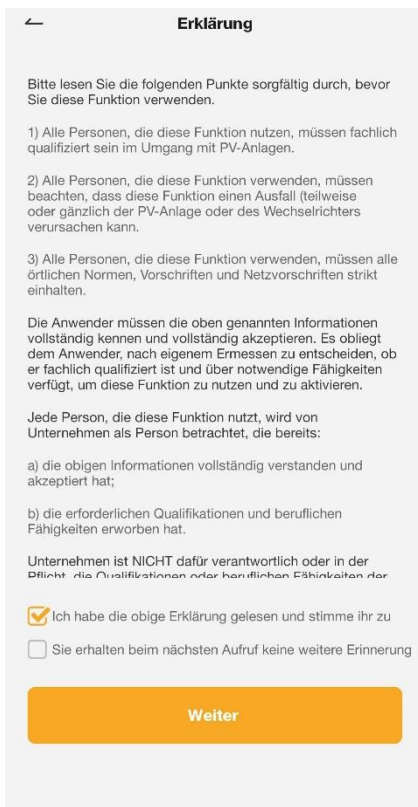 Erklärung
Bitte lesen Sie die folgenden Punkte sorgfältig durch, bevor
Sie diese Funktion verwenden.
1) Alle Personen, die diese Funktion nutzen, müssen fachlich
qualifiziert sein im Umgang mit PV-Anlagen.
2) Alle Personen, die diese Funktion verwenden, müssen
beachten, dass diese Funktion einen Ausfall (teilweise
oder gänzlich der PV-Anlage oder des Wechselrichters
verursachen kann.
3) Alle Personen, die diese Funktion verwenden, müssen alle
örtlichen Normen, Vorschriften und Netzvorschriften strikt
einhalten.
Die Anwender müssen die oben genannten Informationen
vollständig kennen und vollständig akzeptieren. Es obliegt
dem Anwender, nach eigenem Ermessen zu entscheiden, ob
er fachlich qualifiziert ist und über notwendige Fähigkeiten
verfügt, um diese Funktion zu nutzen und zu aktivieren.
Jede Person, die diese Funktion nutzt, wird von
Unternehmen als Person betrachtet, die bereits:
a) die obigen Informationen vollständig verstanden und
akzeptiert hat;
b) die erforderlichen Qualifikationen und beruflichen
Fähigkeiten erworben hat.
Unternehmen ist NICHT dafür verantwortlich oder in der
Pflicht, die Qualifikationen oder beruflichen Fähigkeiten der
Ich habe die obige Erklärung gelesen und stimme ihr zu
Sie erhalten beim nächsten Aufruf keine weitere Erinnerung
Weiter